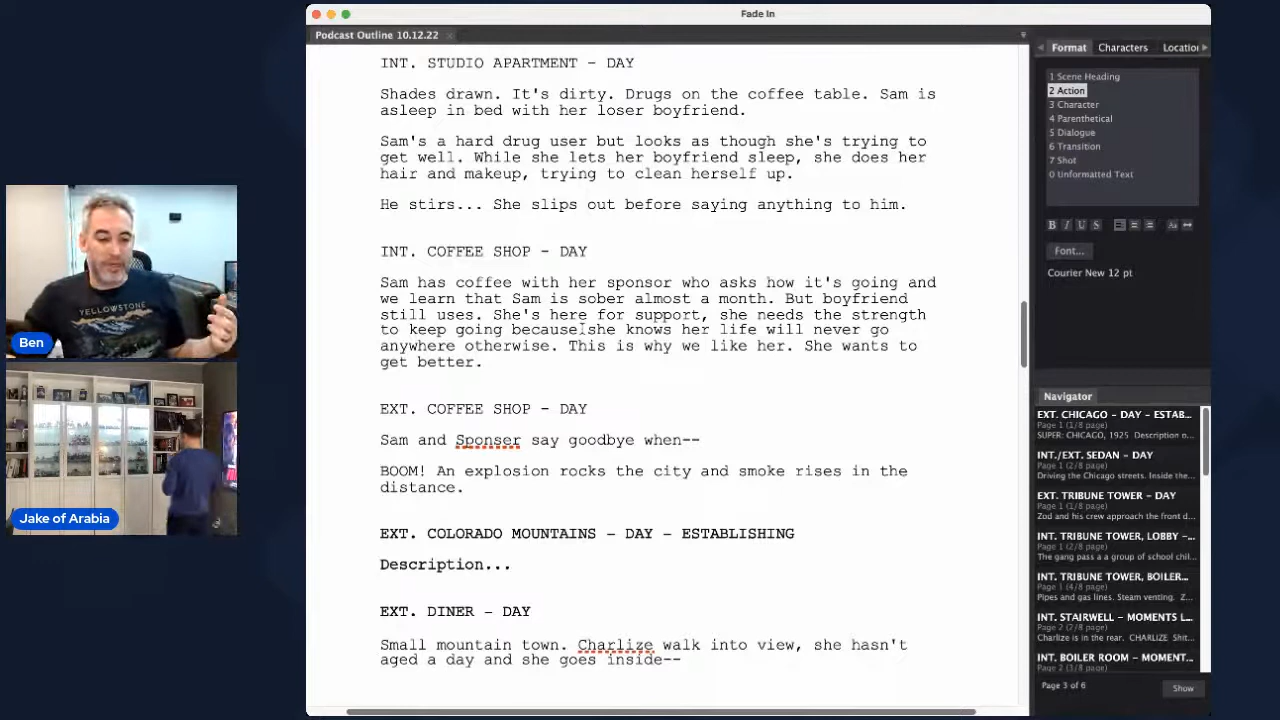 Fade In
Podcast Outline 10.12.22
INT. STUDIO APARTMENT - DAY
Shades drawn. It's dirty. Drugs on the coffee table. Sam is
asleep in bed with her loser boyfriend.
Sam's a hard drug user but looks as though she's trying to
get well. While she lets her boyfriend sleep, she does her
hair and makeup, trying to clean herself up.
He stirs... She slips out before saying anything to him.
INT. COFFEE SHOP - DAY
Sam has coffee with her sponsor who asks how it's going and
we learn that Sam is sober almost a month. But boyfriend
still uses. She's here for support, she needs the strength
to keep going because she knows her life will never go
anywhere otherwise. This is why we like her. She wants to
get better.
EXT. COFFEE SHOP - DAY
Sam and Sponser say goodbye when--
BOOM! An explosion rocks the city and smoke rises in the
distance.
EXT. COLORADO MOUNTAINS - DAY - ESTABLISHING
Description...
EXT. DINER - DAY
Small mountain town. Charlize walk into view, she hasn't
aged a day and she goes inside--
Format Characters Location
1 Scene Heading
2 Action
3 Character
4 Parenthetical
5 Dialogue
6 Transition
7 Shot
0 Unformatted Text
B I U S
Font...
Courier New 12 pt
Navigator
EXT. CHICAGO - DAY - ESTAB...
Page 1 (1/8 page)
SUPER: CHICAGO, 1925 Description o...
INT./EXT. SEDAN - DAY
Page 1 (2/8 page)
Driving the Chicago streets. Inside the...
EXT. TRIBUNE TOWER - DAY
Page 1 (1/8 page)
Zod and his crew approach the front d...
INT. TRIBUNE TOWER, LOBBY -...
Page 1 (2/8 page)
The gang pass a a group of school chil...
INT. TRIBUNE TOWER, BOILER...
Page 1 (4/8 page)
Pipes and gas lines. Steam venting. Z...
INT. STAIRWELL - MOMENTS L...
Page 2 (2/8 page)
Charlize is in the rear. CHARLIZE Shit...
INT. BOILER ROOM - MOMENT...
Page 2 (3/8 page)
Page 3 of 6
Show
YELLOWSTONE
Ben
Jake of Arabia